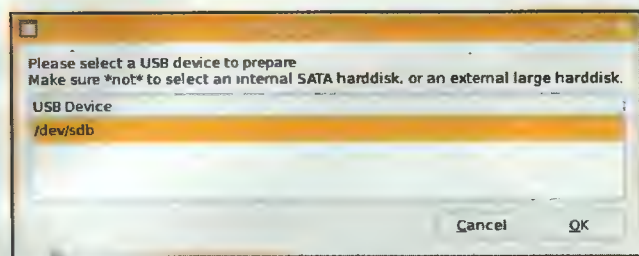 Please select a USB device to prepare
Make sure *not* to select an internal SATA harddisk, or an external large harddisk.
USB Device
/dev/sdb
Cancel OK